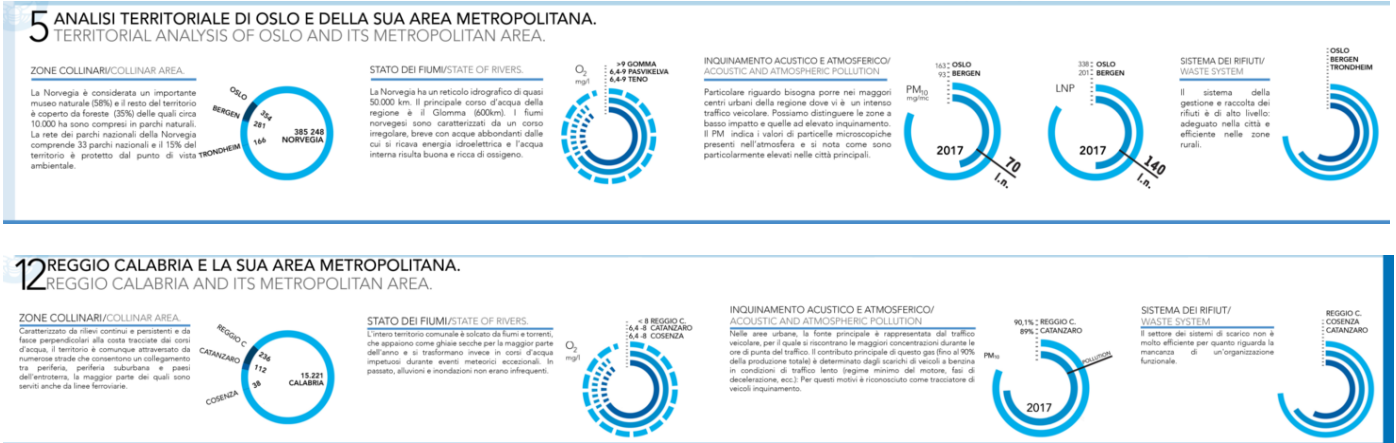 5 ANALISI TERRITORIALE DI OSLO E DELLA SUA AREA METROPOLITANA.
TERRITORIAL ANALYSIS OF OSLO AND ITS METROPOLITAN AREA.
ZONE COLLINARI/COLLINAR AREA.
La Norvegia è considerata un importante
museo naturale (58%) e il resto del territorio
è coperto da foreste (35%) delle quali circa
10.000 ha sono compresi in parchi naturali.
La rete dei parchi nazionali della Norvegia
comprende 33 parchi nazionali e il 15% del
territorio è protetto dal punto di vista
ambientale.
OSLO
BERGEN
TRONDHEIM
354
281
166
385 248
NORVEGIA
STATO DEI FIUMI/STATE OF RIVERS.
La Norvegia ha un reticolo idrografico di quasi
50.000 km. Il principale corso d'acqua della
regione è il Glomma (600km). I fiumi
norvegesi sono caratterizzati da un corso
irregolare, breve con acque abbondanti dalle
cui si ricava energia idroelettrica e l'acqua
interna risulta buona e ricca di ossigeno.
O2
mg/l
>9 GOMMA
6,4-9 PASVIKELVA
6,4-9 TENO
INQUINAMENTO ACUSTICO E ATMOSFERICO/
ACOUSTIC AND ATMOSPHERIC POLLUTION
Particolare riguardo bisogna porre nei maggori
centri urbani della regione dove vi è un intenso
traffico veicolare. Possiamo distinguere le zone a
basso impatto e quelle ad elevato inquinamento.
Il PM indica i valori di particelle microscopiche
presenti nell'atmosfera e si nota come sono
particolarmente elevati nelle città principali.
163 OSLO
93 BERGEN
PM10
mg/mc
2017
70
l.n.
338 OSLO
201 BERGEN
LNP
2017
140
l.n.
SISTEMA DEI RIFIUTI/
WASTE SYSTEM
Il sistema della
gestione e raccolta dei
rifiuti è di alto livello:
adeguato nella città e
efficiente nelle zone
rurali.
OSLO
BERGEN
TRONDHEIM
12 REGGIO CALABRIA E LA SUA AREA METROPOLITANA.
REGGIO CALABRIA AND ITS METROPOLITAN AREA.
ZONE COLLINARI/COLLINAR AREA.
Caratterizzato da rilievi continui e persistenti e da
fasce perpendicolari alla costa tracciate dai corsi
d'acqua, il territorio è comunque attraversato da
numerose strade che consentono un collegamento
tra periferia, periferia suburbana e paesi
dell'entroterra, la maggior parte dei quali sono
serviti anche da linee ferroviarie.
REGGIO C
CATANZARO
COSENZA
236
112
38
15.221
CALABRIA
STATO DEI FIUMI/STATE OF RIVERS.
L'intero territorio comunale è solcato da fiumi e torrenti,
che appaiono come ghiaie secche per la maggior parte
dell'anno e si trasformano invece in corsi d'acqua
impetuosi durante eventi meteorici eccezionali. In
passato, alluvioni e inondazioni non erano infrequenti.
O2
mg/l
< 8 REGGIO C.
6,4 -8 CATANZARO
6,4 -8 COSENZA
INQUINAMENTO ACUSTICO E ATMOSFERICO/
ACOUSTIC AND ATMOSPHERIC POLLUTION
Nelle aree urbane, la fonte principale è rappresentata dal traffico
veicolare, per il quale si riscontrano le maggiori concentrazioni durante le
ore di punta del traffico. Il contributo principale di questo gas (fino al 90%
della produzione totale) è determinato dagli scarichi di veicoli a benzina
in condizioni di traffico lento (regime minimo del motore, fasi di
decelerazione, ecc.): Per questi motivi è riconosciuto come tracciatore di
veicoli inquinamento.
90,1% REGGIO C.
89% CATANZARO
PM10
POLLUTION
2017
SISTEMA DEI RIFIUT/
WASTE SYSTEM
Il settore dei sistemi di scarico non è
molto efficiente per quanto riguarda la
mancanza di un'organizzazione
funzionale.
REGGIO C.
COSENZA
CATANZARO